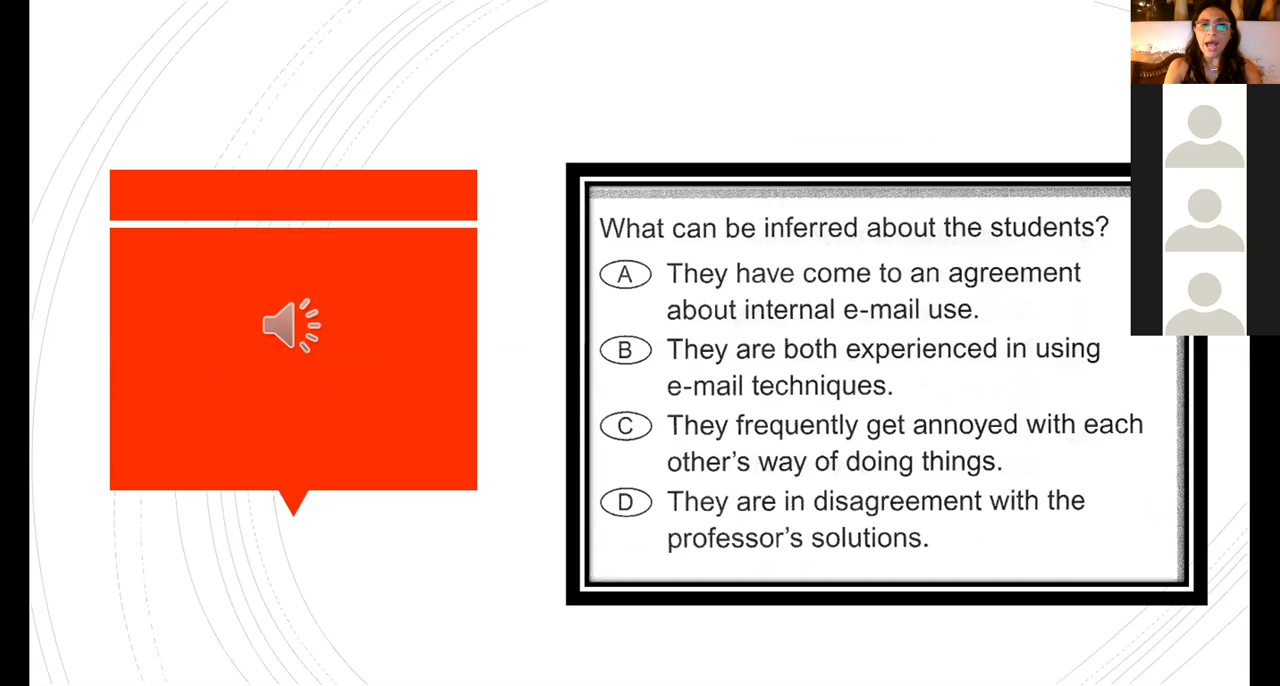 What can be inferred about the students?
A They have come to an agreement
about internal e-mail use.
B They are both experienced in using
e-mail techniques.
C They frequently get annoyed with each
other's way of doing things.
D They are in disagreement with the
professor's solutions.